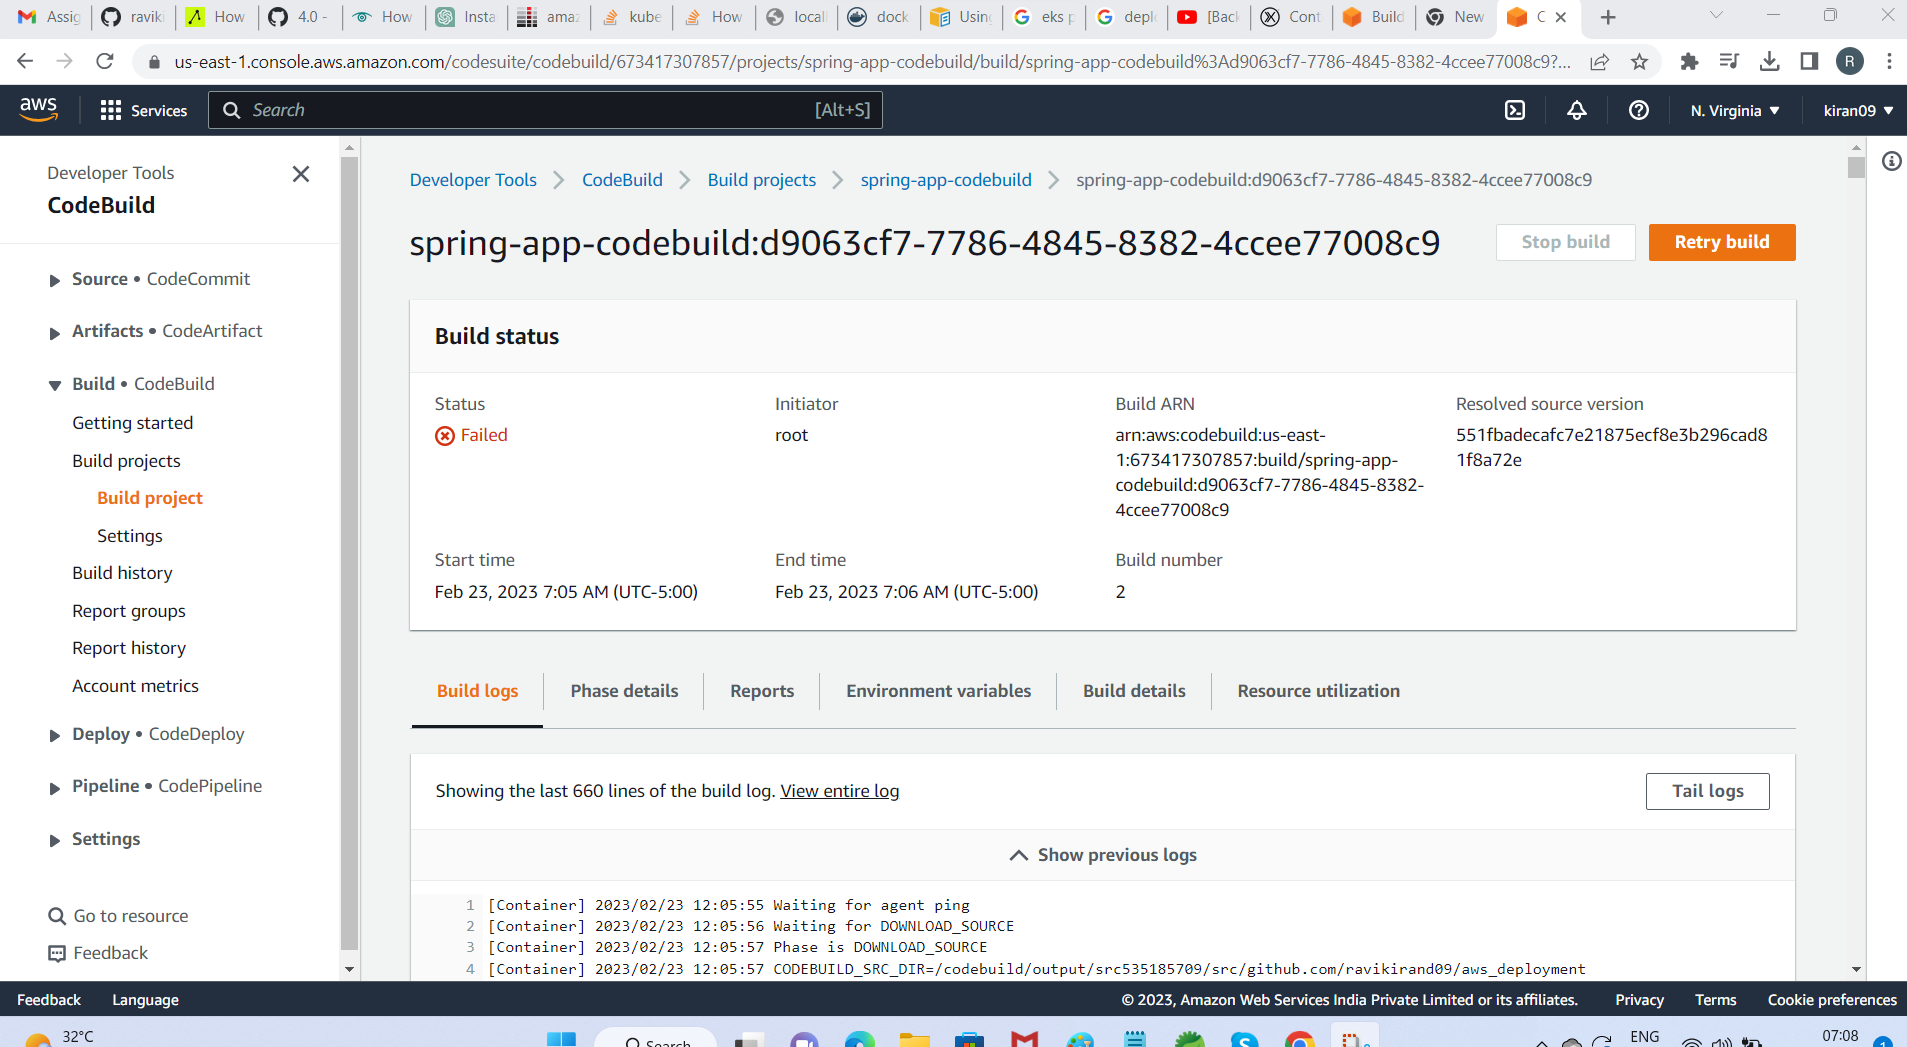 Assig
raviki
How
4.0 -
How
Insta
ama
kube
How
locall
dock
Using
eks p
depl
[Back
Cont
Build
New
C
us-east-1.console.aws.amazon.com/codesuite/codebuild/673417307857/projects/spring-app-codebuild/build/spring-app-codebuild%3Ad9063cf7-7786-4845-8382-4ccee77008c9?...
R
aws
Services
Search
[Alt+S]
N. Virginia
kiran09
Developer Tools
CodeBuild
Source • CodeCommit
Artifacts • CodeArtifact
Build • CodeBuild
Getting started
Build projects
Build project
Settings
Build history
Report groups
Report history
Account metrics
Deploy • CodeDeploy
Pipeline • CodePipeline
Settings
Go to resource
Feedback
Developer Tools > CodeBuild > Build projects > spring-app-codebuild > spring-app-codebuild:d9063cf7-7786-4845-8382-4ccee77008c9
spring-app-codebuild:d9063cf7-7786-4845-8382-4ccee77008c9
Stop build
Retry build
Build status
Status
Failed
Initiator
root
Build ARN
arn:aws:codebuild:us-east-
1:673417307857:build/spring-app-
codebuild:d9063cf7-7786-4845-8382-
4ccee77008c9
Resolved source version
551fbadecafc7e21875ecf8e3b296cad8
1f8a72e
Start time
Feb 23, 2023 7:05 AM (UTC-5:00)
End time
Feb 23, 2023 7:06 AM (UTC-5:00)
Build number
2
Build logs
Phase details
Reports
Environment variables
Build details
Resource utilization
Showing the last 660 lines of the build log. View entire log
Tail logs
Show previous logs
1 [Container] 2023/02/23 12:05:55 Waiting for agent ping
2 [Container] 2023/02/23 12:05:56 Waiting for DOWNLOAD_SOURCE
3 [Container] 2023/02/23 12:05:57 Phase is DOWNLOAD_SOURCE
4 [Container] 2023/02/23 12:05:57 CODEBUILD_SRC_DIR=/codebuild/output/src535185709/src/github.com/ravikirand09/aws_deployment
Feedback
Language
© 2023, Amazon Web Services India Private Limited or its affiliates.
Privacy
Terms
Cookie preferences
32°C
Search
ENG
07:08
1